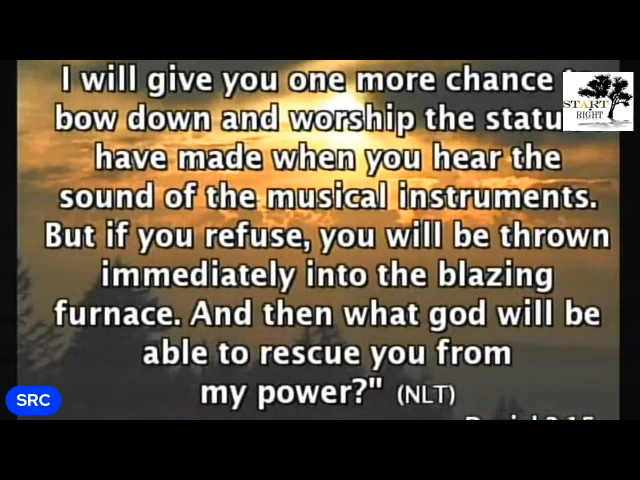 I will give you one more chance
bow down and worship the
have made when you hear the
sound of the musical instruments.
But if you refuse, you will be thrown
immediately into the blazing
furnace. And then what god will be
able to rescue you from
my power?" (NLT)
START
RIGHT
SRC